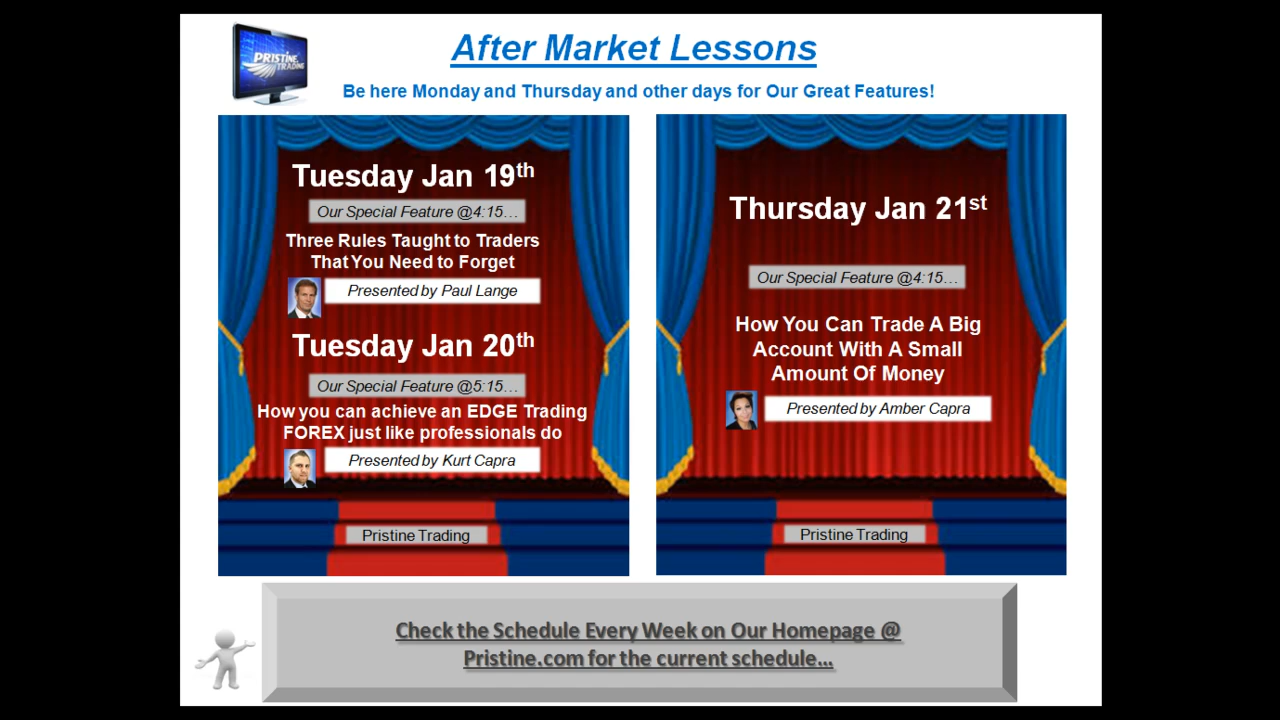 PRISTINE
TRADING
After Market Lessons
Be here Monday and Thursday and other days for Our Great Features!
Tuesday Jan 19th
Our Special Feature @4:15…
Three Rules Taught to Traders
That You Need to Forget
Presented by Paul Lange
Tuesday Jan 20th
Our Special Feature @5:15…
How you can achieve an EDGE Trading
FOREX just like professionals do
Presented by Kurt Capra
Pristine Trading
Thursday Jan 21st
Our Special Feature @4:15…
How You Can Trade A Big
Account With A Small
Amount Of Money
Presented by Amber Capra
Pristine Trading
Check the Schedule Every Week on Our Homepage @
Pristine.com for the current schedule…